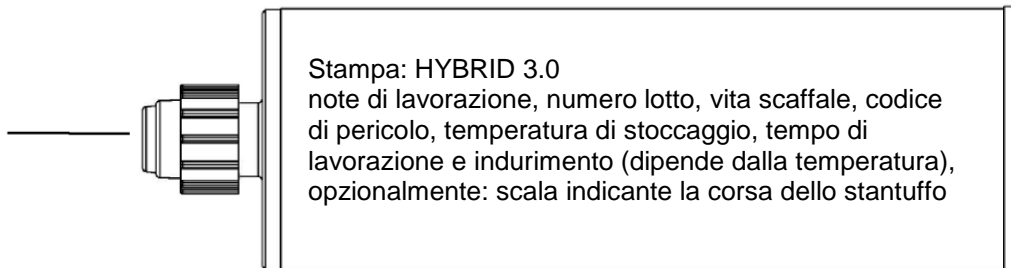 Stampa: HYBRID 3.0
note di lavorazione, numero lotto, vita scaffale, codice
di pericolo, temperatura di stoccaggio, tempo di
lavorazione e indurimento (dipende dalla temperatura),
opzionalmente: scala indicante la corsa dello stantuffo